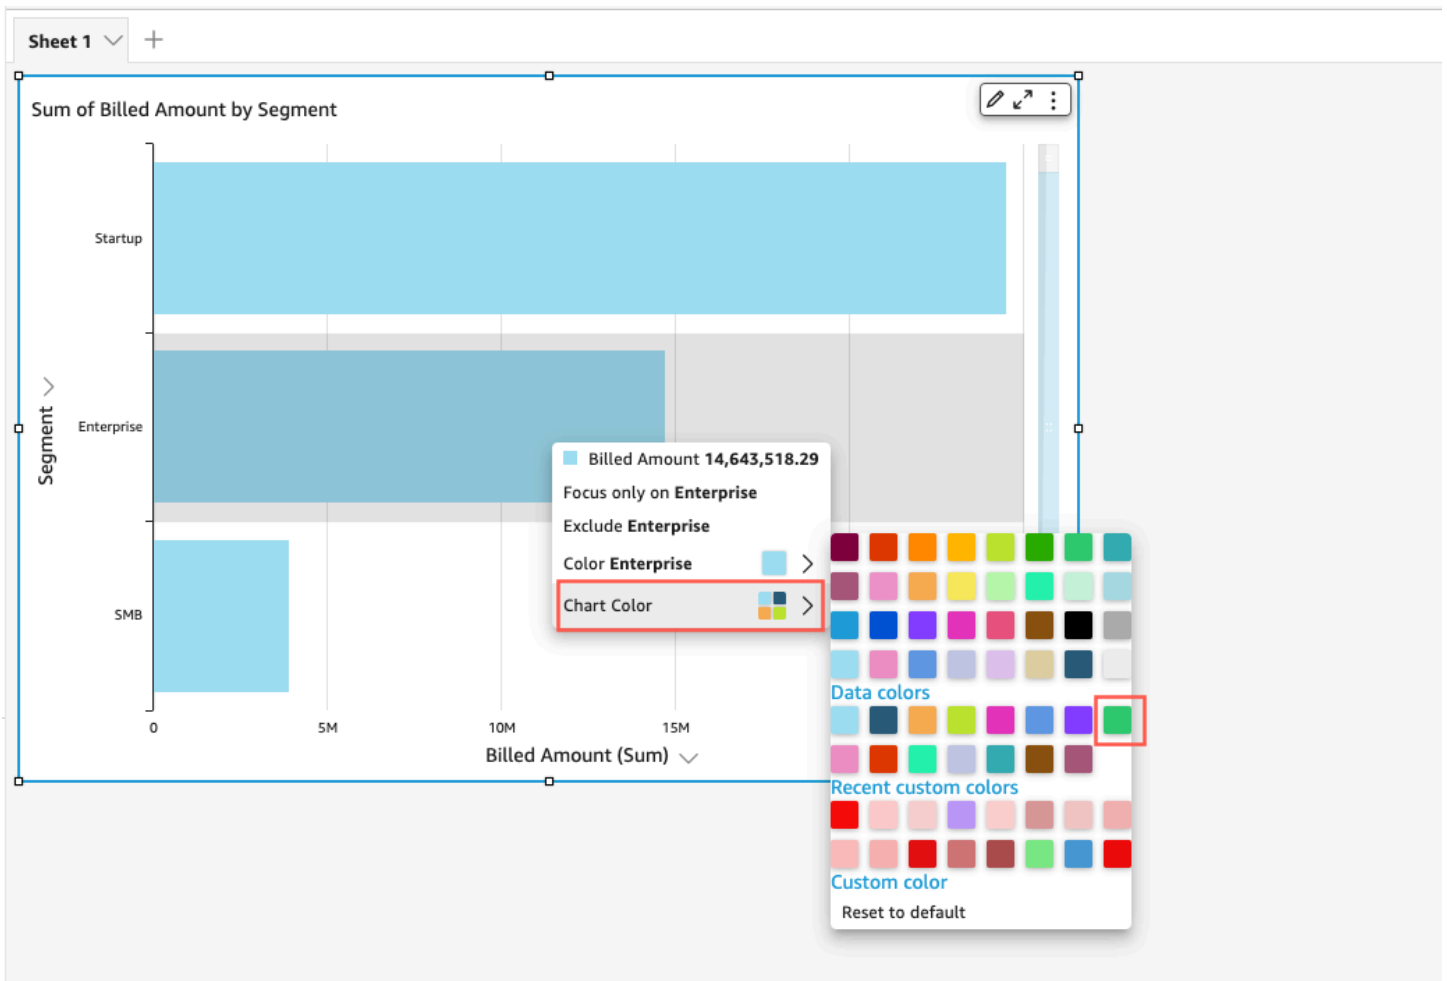 Sheet 1
Sum of Billed Amount by Segment
Startup
Enterprise
SMB
Segment
0 5M 10M 15M
Billed Amount (Sum)
Billed Amount 14,643,518.29
Focus only on Enterprise
Exclude Enterprise
Color Enterprise
Chart Color
Data colors
Recent custom colors
Custom color
Reset to default